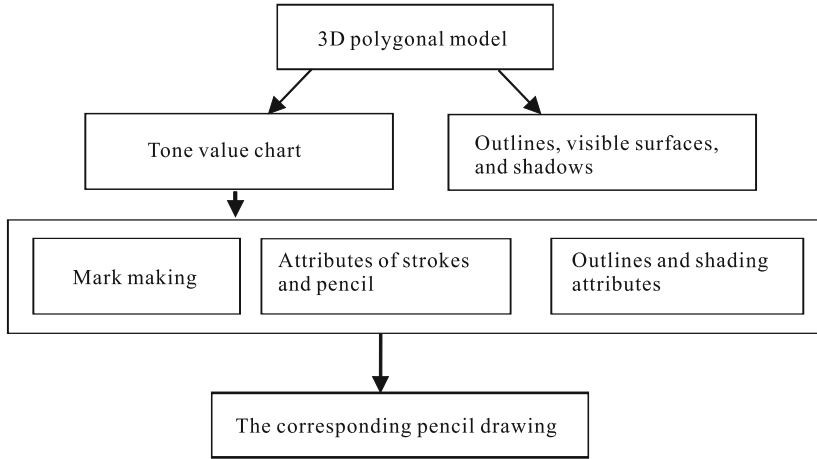 3D polygonal model
Tone value chart
Outlines, visible surfaces,
and shadows
Mark making
Attributes of strokes
and pencil
Outlines and shading
attributes
The corresponding pencil drawing